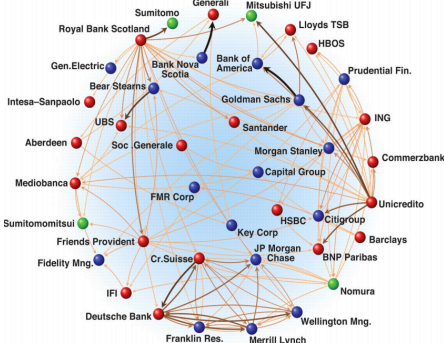 Generali
Sumitomo
Mitsubishi UFJ
Royal Bank Scotland
Lloyds TSB
HBOS
Gen.Electric
Bank Nova
Scotia
Bank of
America
Prudential Fin.
Bear Stearns
Goldman Sachs
Intesa–Sanpaolo
UBS
Santander
ING
Aberdeen
Soc.Generale
Morgan Stanley
Commerzbank
Mediobanca
Capital Group
FMR Corp
Unicredito
HSBC
Citigroup
Sumitomomitsui
Key Corp
Friends Provident
Barclays
Cr.Suisse
JP Morgan
Chase
BNP Paribas
Fidelity Mng.
IFI
Nomura
Deutsche Bank
Wellington Mng.
Franklin Res.
Merrill Lynch